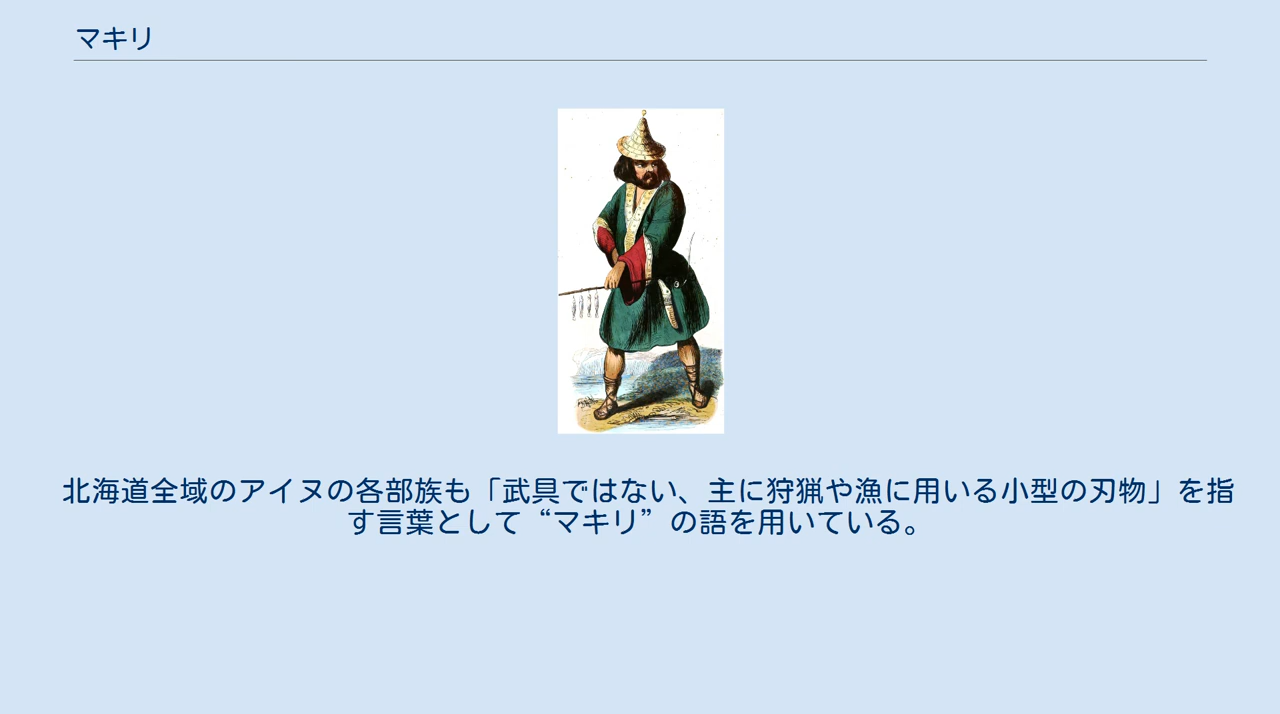 マキリ
北海道全域のアイヌの各部族も「武具ではない、主に狩猟や漁に用いる小型の刃物」を指
す言葉として“マキリ”の語を用いている。